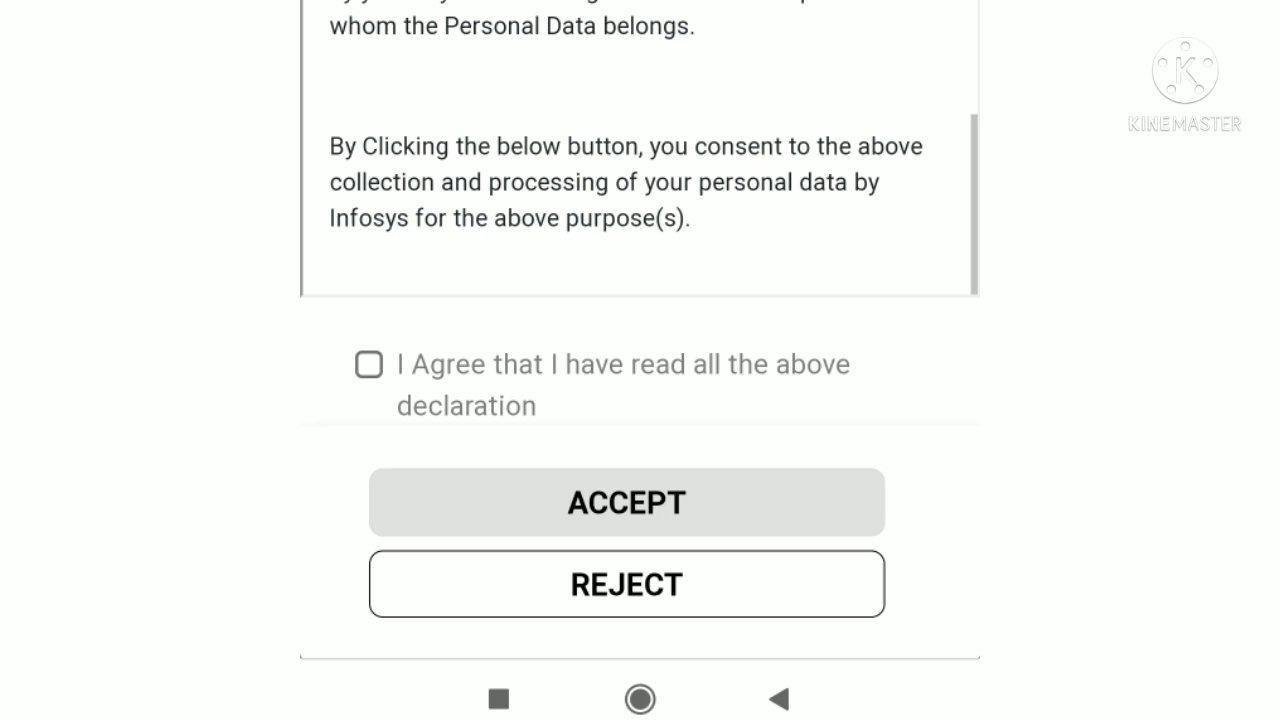 whom the Personal Data belongs.
By Clicking the below button, you consent to the above
collection and processing of your personal data by
Infosys for the above purpose(s).
I Agree that I have read all the above
declaration
ACCEPT
REJECT
K
KINEMASTER